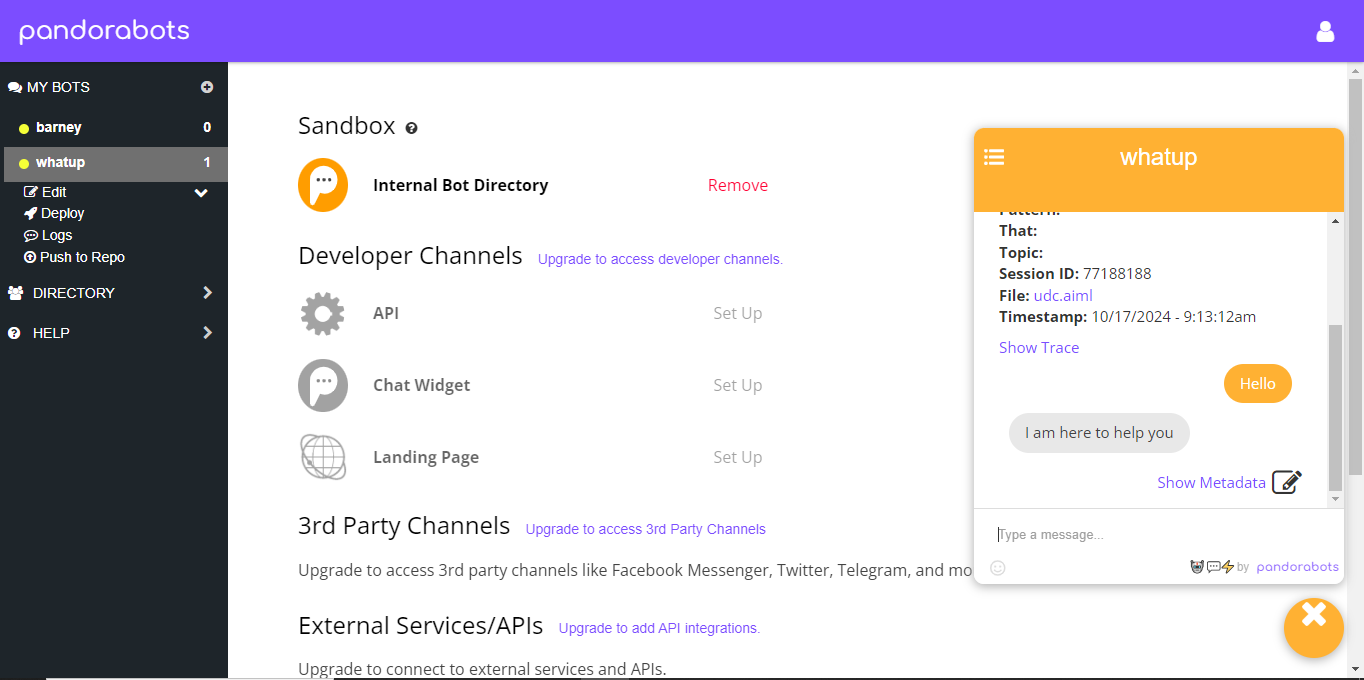 pandorabots
MY BOTS
barney 0
whatup 1
Edit
Deploy
Logs
Push to Repo
DIRECTORY
HELP
Sandbox
Internal Bot Directory Remove
Developer Channels Upgrade to access developer channels.
API Set Up
Chat Widget Set Up
Landing Page Set Up
3rd Party Channels Upgrade to access 3rd Party Channels
Upgrade to access 3rd party channels like Facebook Messenger, Twitter, Telegram, and mo
External Services/APIs Upgrade to add API integrations.
Upgrade to connect to external services and APIs.
whatup
Pattern:
That:
Topic:
Session ID: 77188188
File: udc.aiml
Timestamp: 10/17/2024 - 9:13:12am
Show Trace
Hello
I am here to help you
Show Metadata
Type a message...
by pandorabots